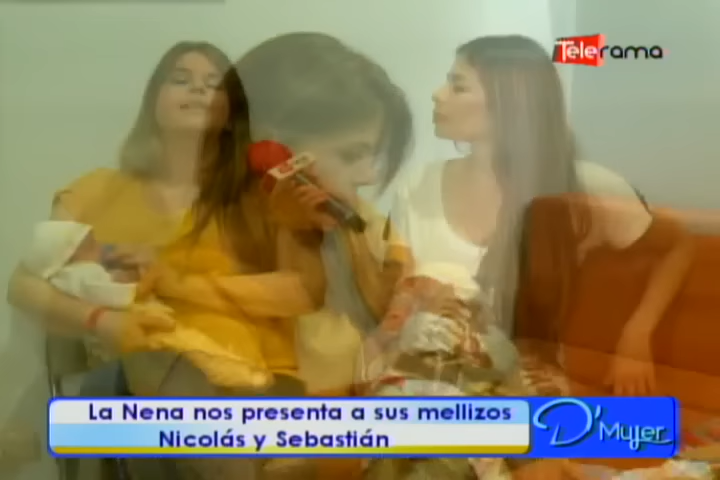 Telerama
La Nena nos presenta a sus mellizos
Nicolás y Sebastián
D'Mujer